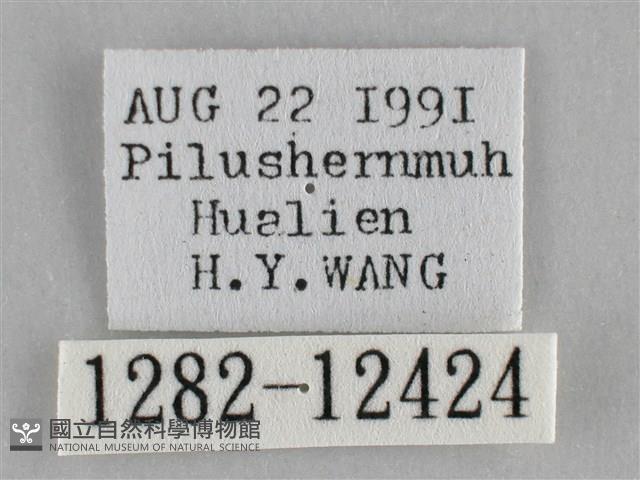 AUG 22 I99I
Pilushernmuh
Hualien
H.Y.WANG
1282-12424
國立自然科學博物館
NATIONAL MUSEUM OF NATURAL SCIENCE